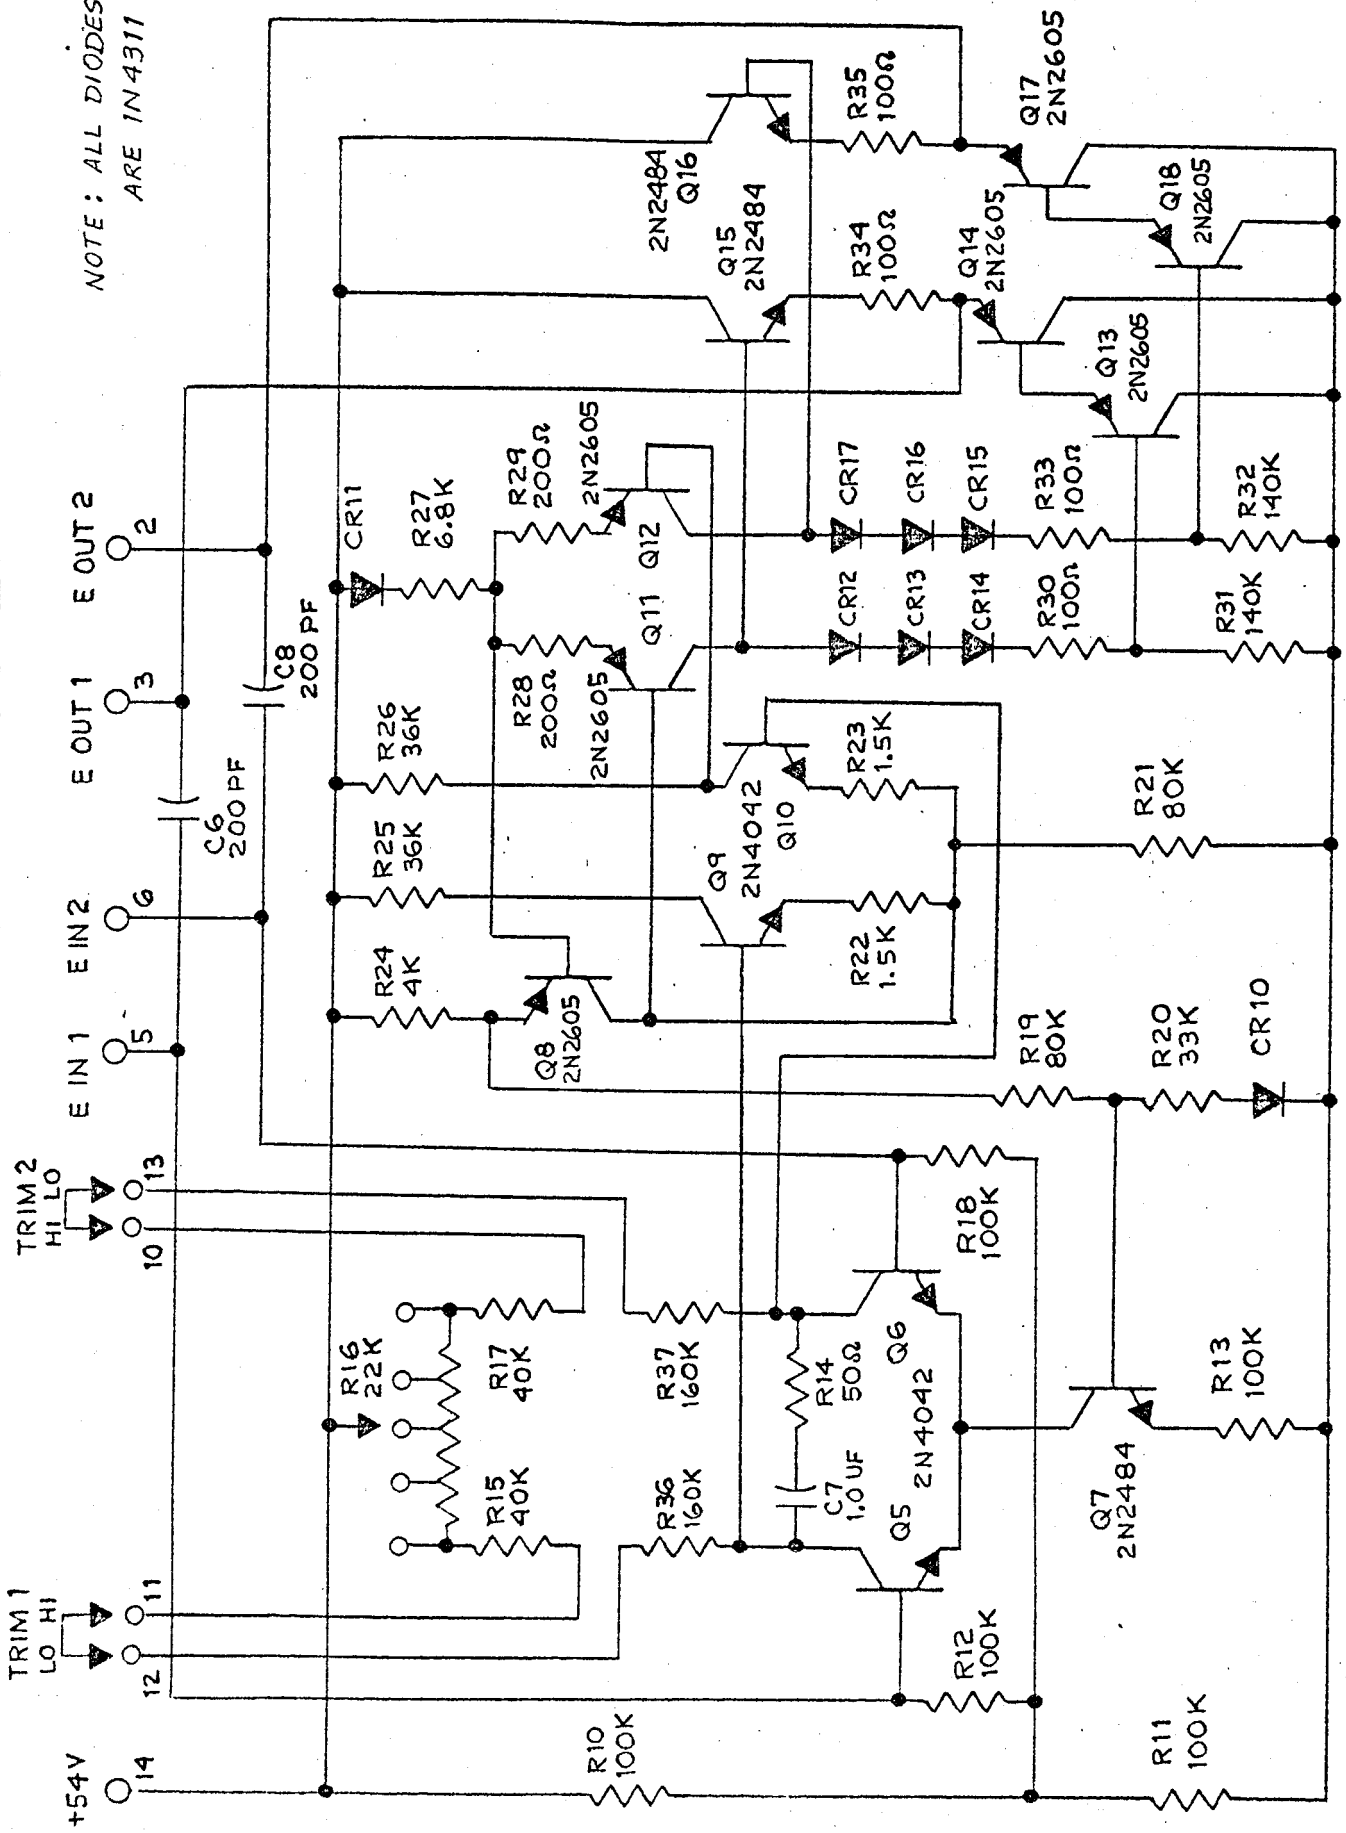 NOTE: ALL DIODES
ARE 1N4311
+54V
14
TRIM 1
LO HI
12
11
TRIM 2
HI LO
10
13
E IN 1
5
E IN 2
6
E OUT 1
3
E OUT 2
2
C6
200PF
C8
200PF
R10
100K
R11
100K
R12
100K
R13
100K
R14
50Ω
R15
40K
R16
22K
R17
40K
R18
100K
R19
80K
R20
33K
CR10
R21
80K
R22
1.5K
R23
1.5K
R24
4K
R25
36K
R26
36K
R27
6.8K
CR11
R28
200Ω
R29
200Ω
R36
160K
R37
160K
C7
1.0UF
Q5
Q6
2N4042
Q7
2N2484
Q8
2N2605
Q9
2N4042
Q10
Q11
2N2605
Q12
2N2605
CR12
CR13
CR14
CR17
CR16
CR15
R30
100Ω
R33
100Ω
R31
140K
R32
140K
Q13
2N2605
Q14
2N2605
Q15
2N2484
2N2484
Q16
R34
100Ω
R35
100Ω
Q17
2N2605
Q18
2N2605